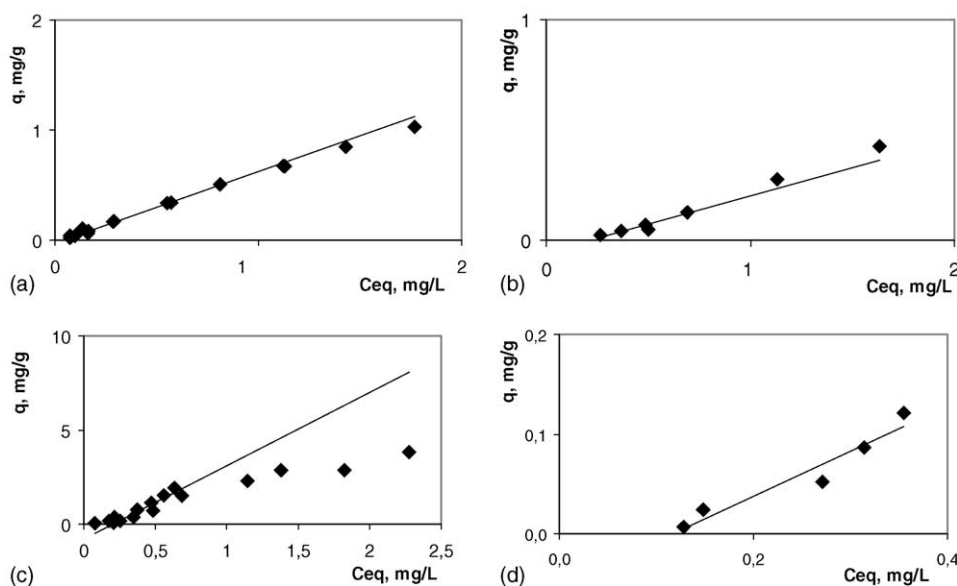 2
1
0
0
1
2
q, mg/g
Ceq, mg/L
(a)
1
0
0
1
2
q, mg/g
Ceq, mg/L
(b)
10
5
0
0
0,5
1
1,5
2
2,5
q, mg/g
Ceq, mg/L
(c)
0,2
0,1
0,0
0,0
0,2
0,4
q, mg/g
Ceq, mg/L
(d)